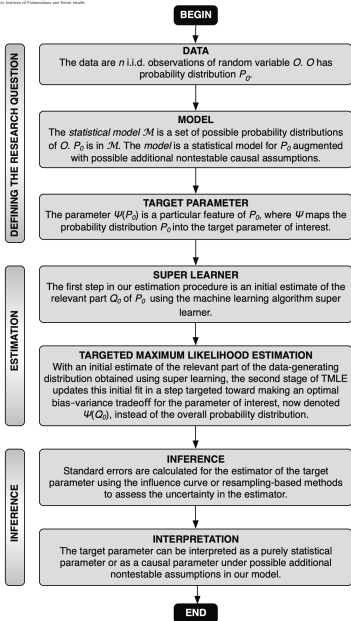 Institute of Epidemiology and Public Health
BEGIN
DEFINING THE RESEARCH QUESTION
DATA
The data are n i.i.d. observations of random variable O. O has
probability distribution P₀.
MODEL
The statistical model ℳ is a set of possible probability distributions
of O. P₀ is in ℳ. The model is a statistical model for P₀ augmented
with possible additional nontestable causal assumptions.
TARGET PARAMETER
The parameter Ψ(P₀) is a particular feature of P₀, where Ψ maps the
probability distribution P₀ into the target parameter of interest.
ESTIMATION
SUPER LEARNER
The first step in our estimation procedure is an initial estimate of the
relevant part Q₀ of P₀ using the machine learning algorithm super
learner.
TARGETED MAXIMUM LIKELIHOOD ESTIMATION
With an initial estimate of the relevant part of the data-generating
distribution obtained using super learning, the second stage of TMLE
updates this initial fit in a step targeted toward making an optimal
bias–variance tradeoff for the parameter of interest, now denoted
Ψ(Q₀), instead of the overall probability distribution.
INFERENCE
INFERENCE
Standard errors are calculated for the estimator of the target
parameter using the influence curve or resampling-based methods
to assess the uncertainty in the estimator.
INTERPRETATION
The target parameter can be interpreted as a purely statistical
parameter or as a causal parameter under possible additional
nontestable assumptions in our model.
END